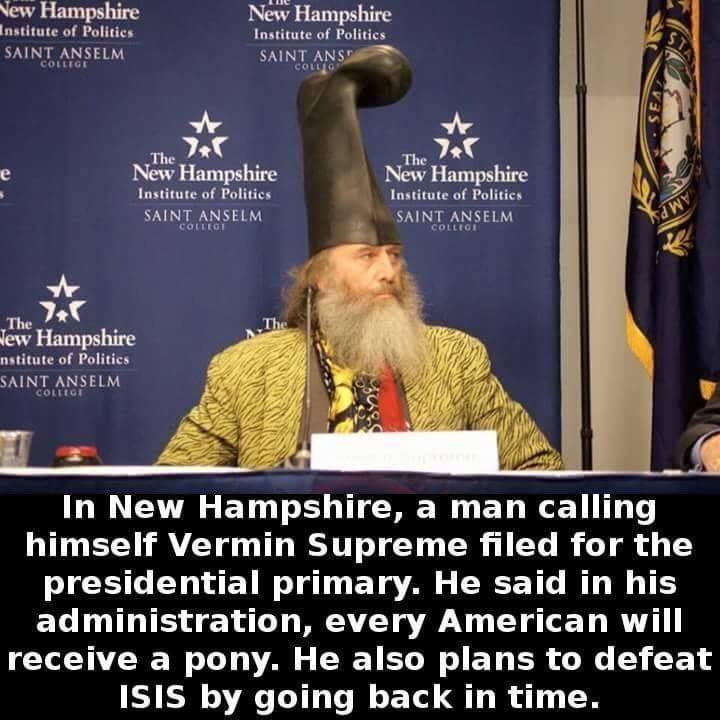 New Hampshire
Institute of Politics
SAINT ANSELM
COLLEGE
New Hampshire
Institute of Politics
SAINT
The
New Hampshire
Institute of Politics
SAINT ANSELM
COLLEGE
The
New Hampshire
Institute of Politics
SAINT ANSELM
COLLEGE
The
New Hampshire
Institute of Politics
SAINT ANSELM
COLLEGE
The
SEAL
In New Hampshire, a man calling
himself Vermin Supreme filed for the
presidential primary. He said in his
administration, every American will
receive a pony. He also plans to defeat
ISIS by going back in time.